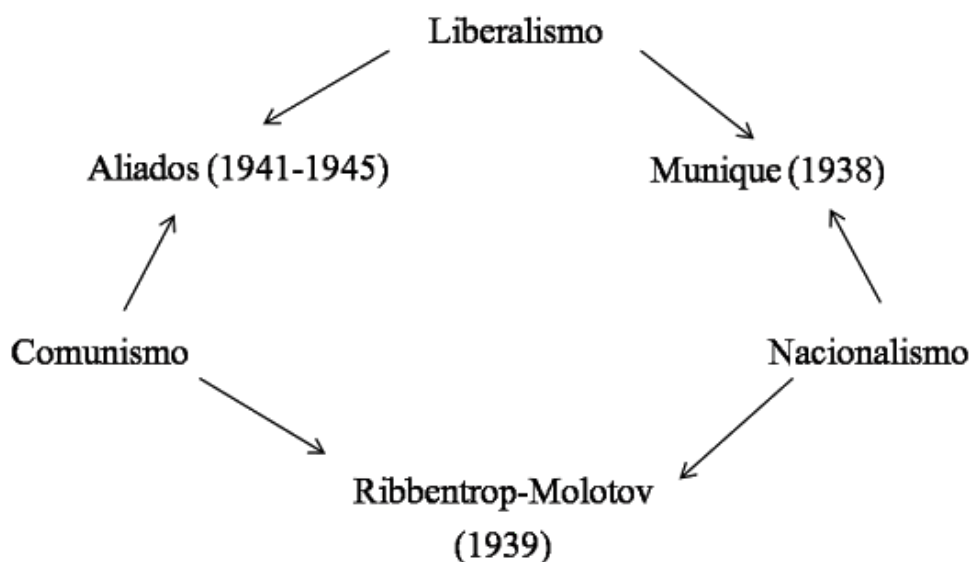 Liberalismo
Aliados (1941-1945)
Munique (1938)
Comunismo
Nacionalismo
Ribbentrop-Molotov
(1939)